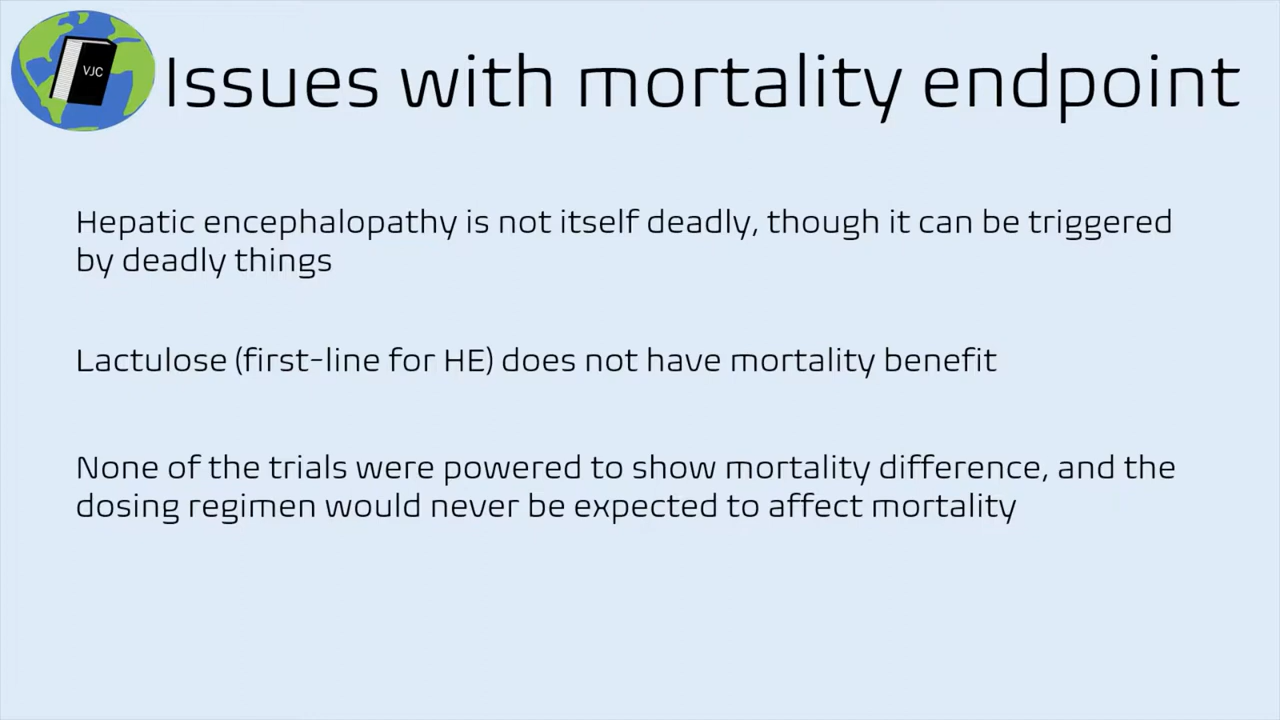 VJC
Issues with mortality endpoint
Hepatic encephalopathy is not itself deadly, though it can be triggered
by deadly things
Lactulose (first-line for HE) does not have mortality benefit
None of the trials were powered to show mortality difference, and the
dosing regimen would never be expected to affect mortality